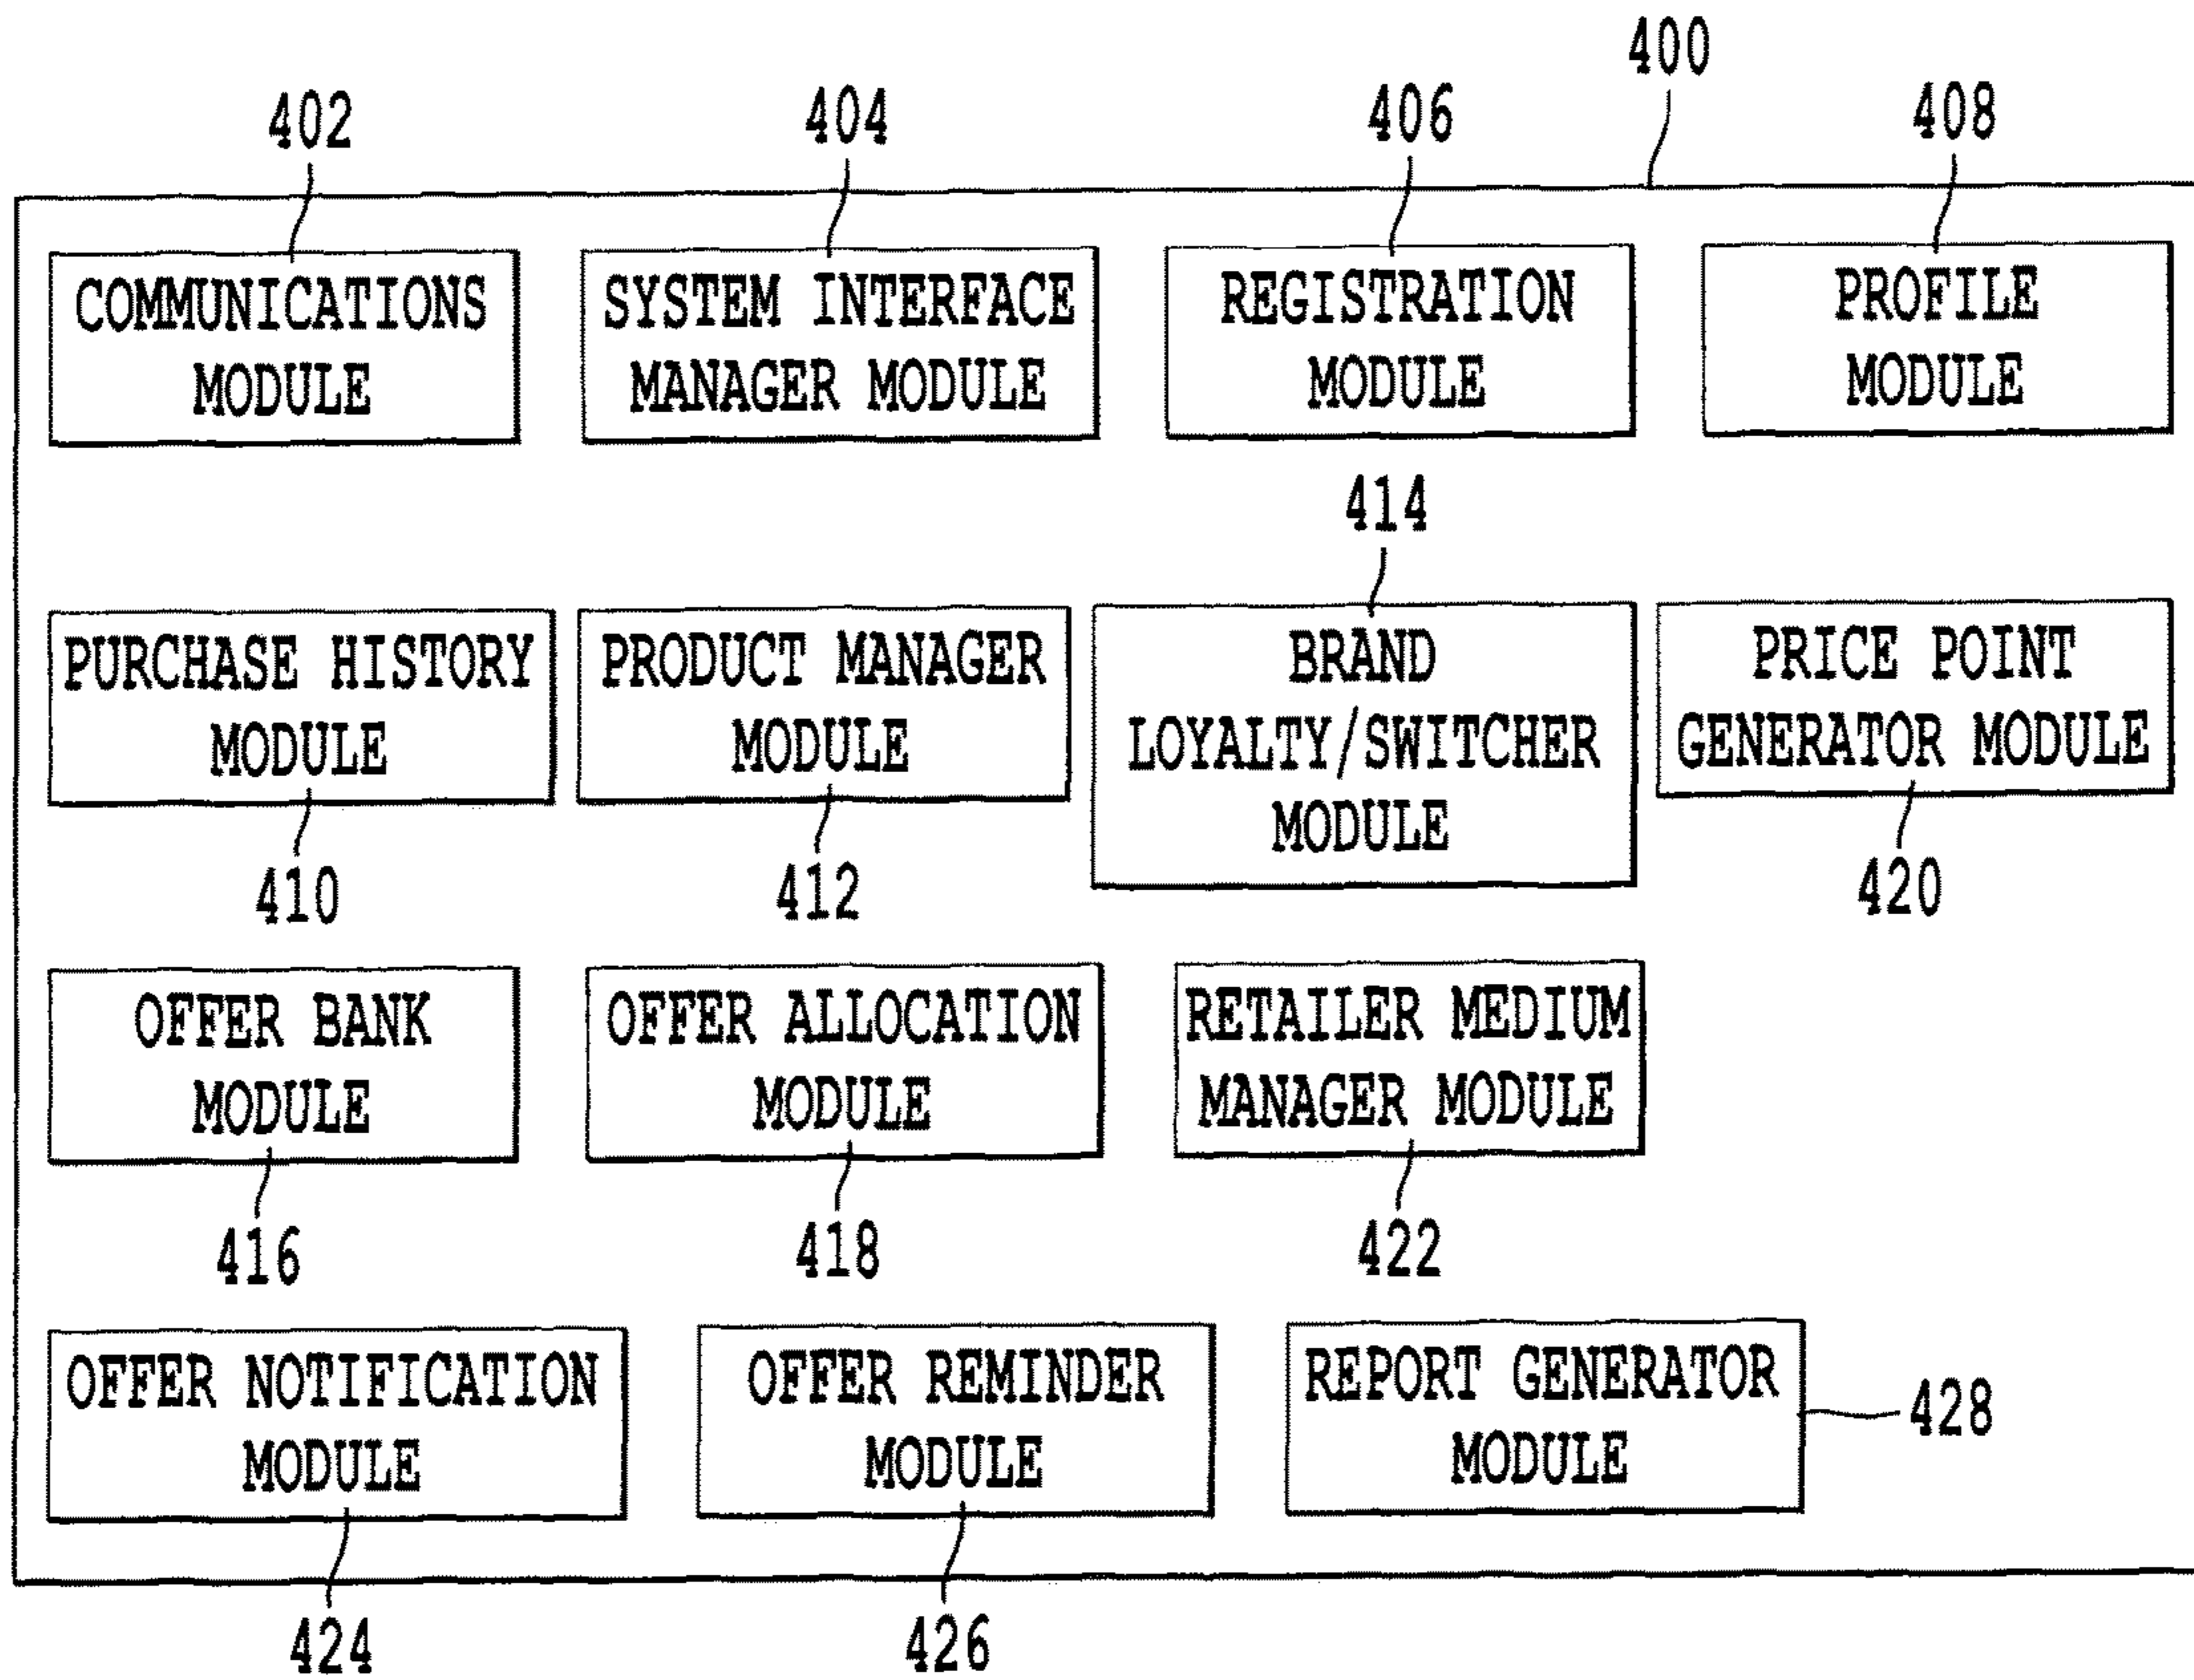 400
402
404
406
408
COMMUNICATIONS
MODULE
SYSTEM INTERFACE
MANAGER MODULE
REGISTRATION
MODULE
PROFILE
MODULE
414
PURCHASE HISTORY
MODULE
PRODUCT MANAGER
MODULE
BRAND
LOYALTY/SWITCHER
MODULE
PRICE POINT
GENERATOR MODULE
410
412
420
OFFER BANK
MODULE
OFFER ALLOCATION
MODULE
RETAILER MEDIUM
MANAGER MODULE
416
418
422
OFFER NOTIFICATION
MODULE
OFFER REMINDER
MODULE
REPORT GENERATOR
MODULE
428
424
426